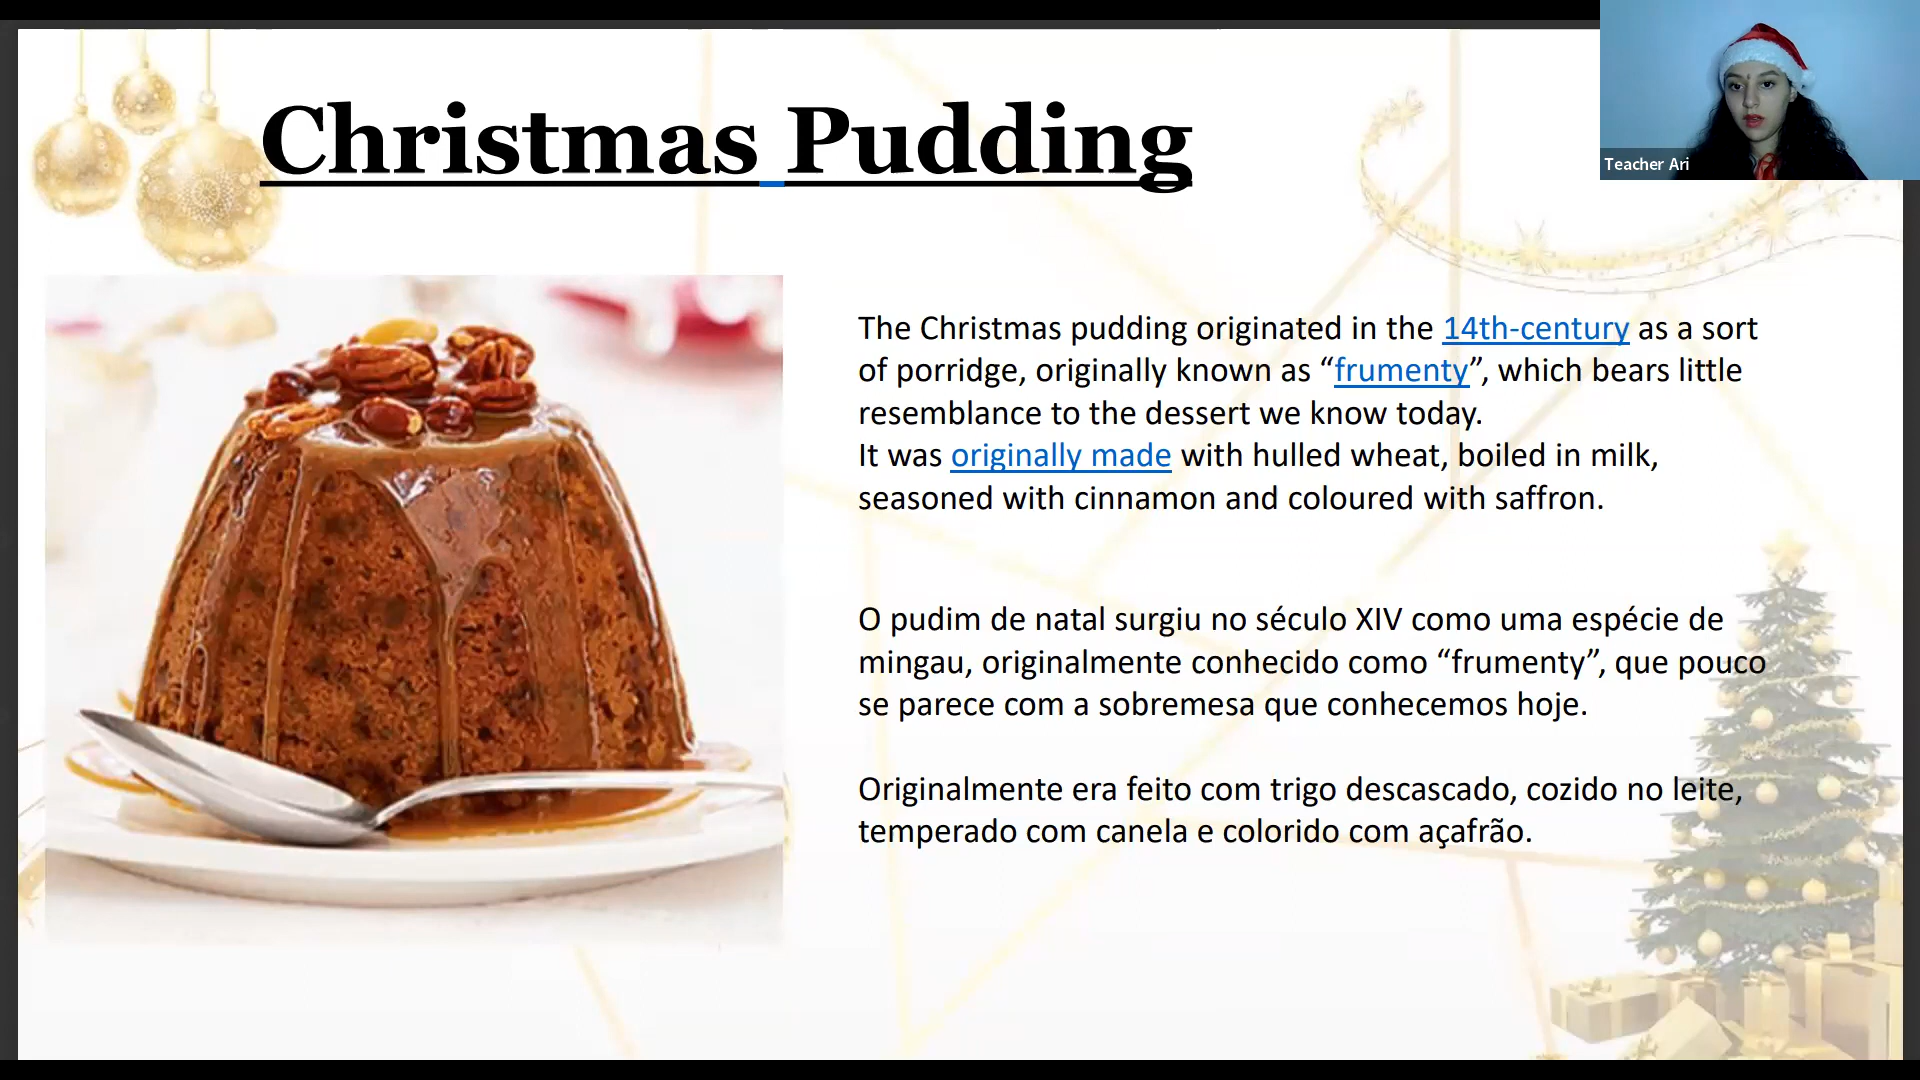 Christmas Pudding
Teacher Ari
The Christmas pudding originated in the 14th-century as a sort
of porridge, originally known as “frumenty”, which bears little
resemblance to the dessert we know today.
It was originally made with hulled wheat, boiled in milk,
seasoned with cinnamon and coloured with saffron.
O pudim de natal surgiu no século XIV como uma espécie de
mingau, originalmente conhecido como “frumenty”, que pouco
se parece com a sobremesa que conhecemos hoje.
Originalmente era feito com trigo descascado, cozido no leite,
temperado com canela e colorido com açafrão.